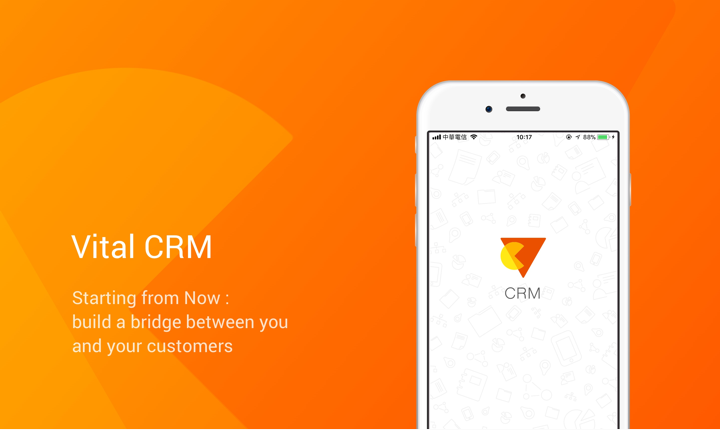 Vital CRM
Starting from Now :
build a bridge between you
and your customers
中華電信 10:17 88%
CRM